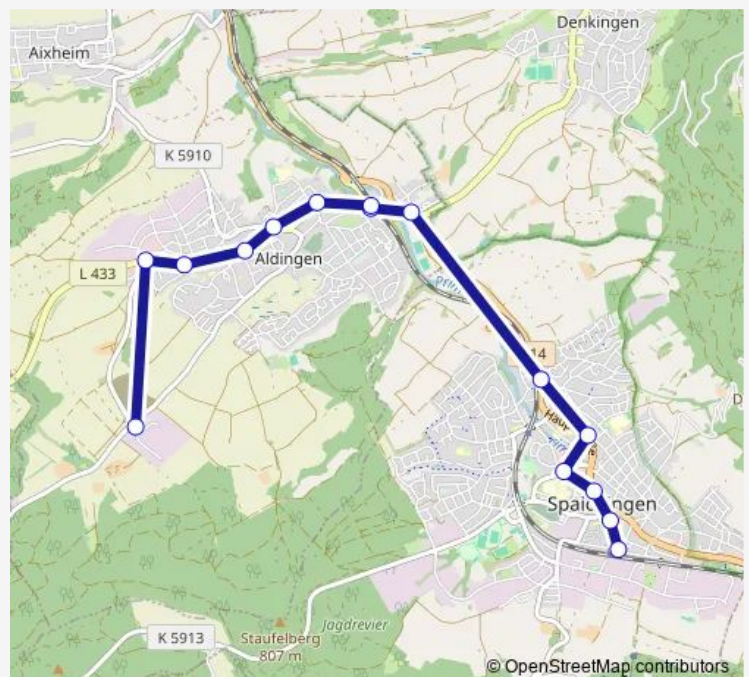 Denkingen
Aixheim
K 5910
Aldingen
L 433
14
Spaichingen
Jagdrevier
K 5913
Staufelberg
807 m
© OpenStreetMap contributors